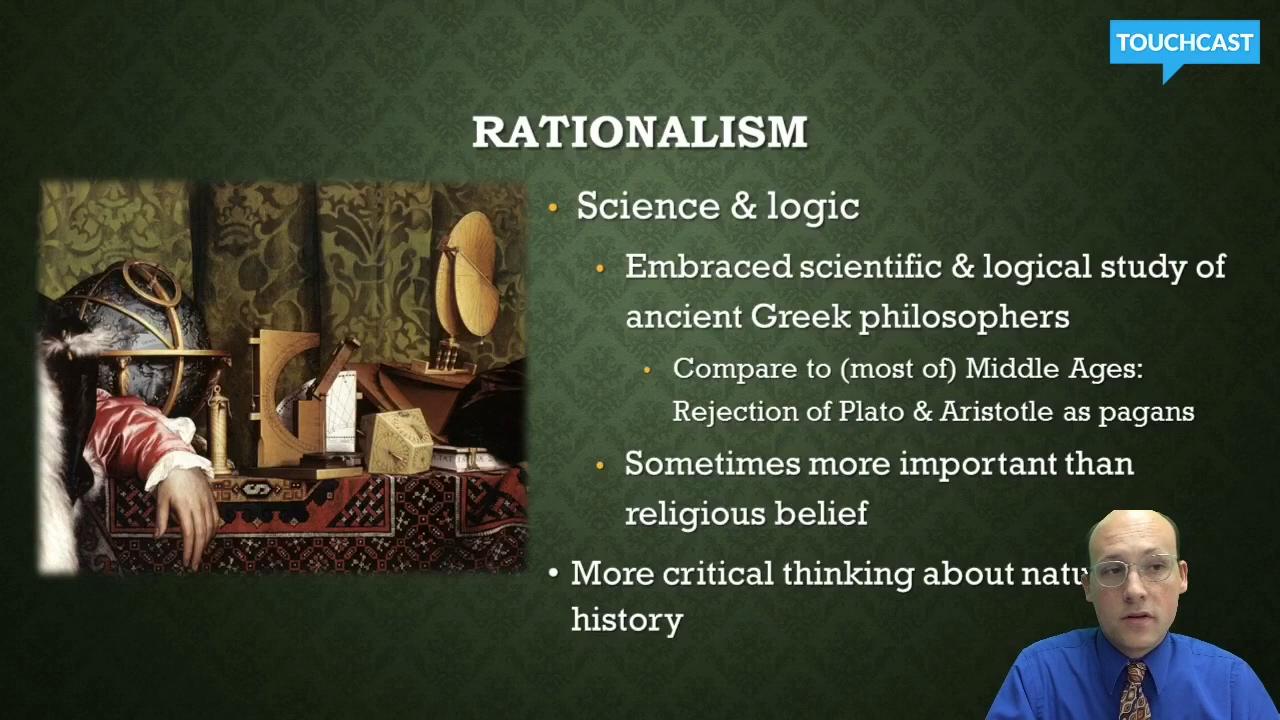 TOUCHCAST
RATIONALISM
• Science & logic
• Embraced scientific & logical study of
ancient Greek philosophers
• Compare to (most of) Middle Ages:
Rejection of Plato & Aristotle as pagans
• Sometimes more important than
religious belief
• More critical thinking about
history